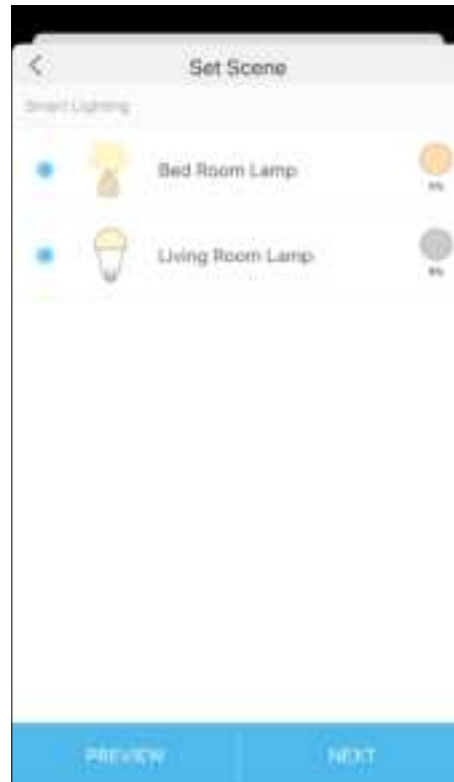 Set Scene
Smart Lighting
Bed Room Lamp
Living Room Lamp
PREVIEW
NEXT